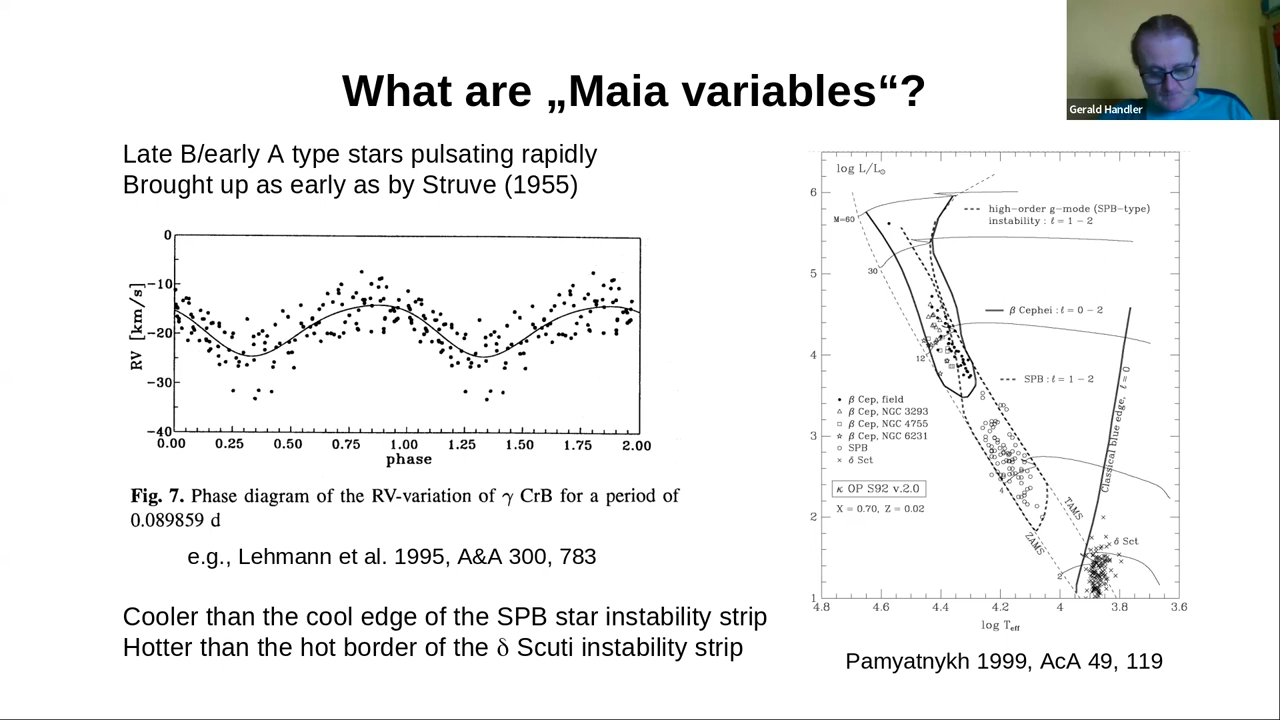 What are „Maia variables“?
Gerald Handler
Late B/early A type stars pulsating rapidly
Brought up as early as by Struve (1955)
0
−10
−20
−30
−40
RV [km/s]
0.00 0.25 0.50 0.75 1.00 1.25 1.50 1.75 2.00
phase
Fig. 7. Phase diagram of the RV-variation of γ CrB for a period of
0.089859 d
e.g., Lehmann et al. 1995, A&A 300, 783
Cooler than the cool edge of the SPB star instability strip
Hotter than the hot border of the δ Scuti instability strip
log L/L☉
6
5
4
3
2
1
M=60
30
12
4
2
high−order g−mode (SPB−type)
instability : ℓ = 1 − 2
β Cephei : ℓ = 0 − 2
SPB : ℓ = 1 − 2
Classical blue edge, ℓ = 0
β Cep, field
β Cep, NGC 3293
β Cep, NGC 4755
β Cep, NGC 6231
SPB
δ Sct
κ OP S92 v.2.0
X = 0.70, Z = 0.02
TAMS
ZAMS
δ Sct
4.8 4.6 4.4 4.2 4 3.8 3.6
log Teff
Pamyatnykh 1999, AcA 49, 119